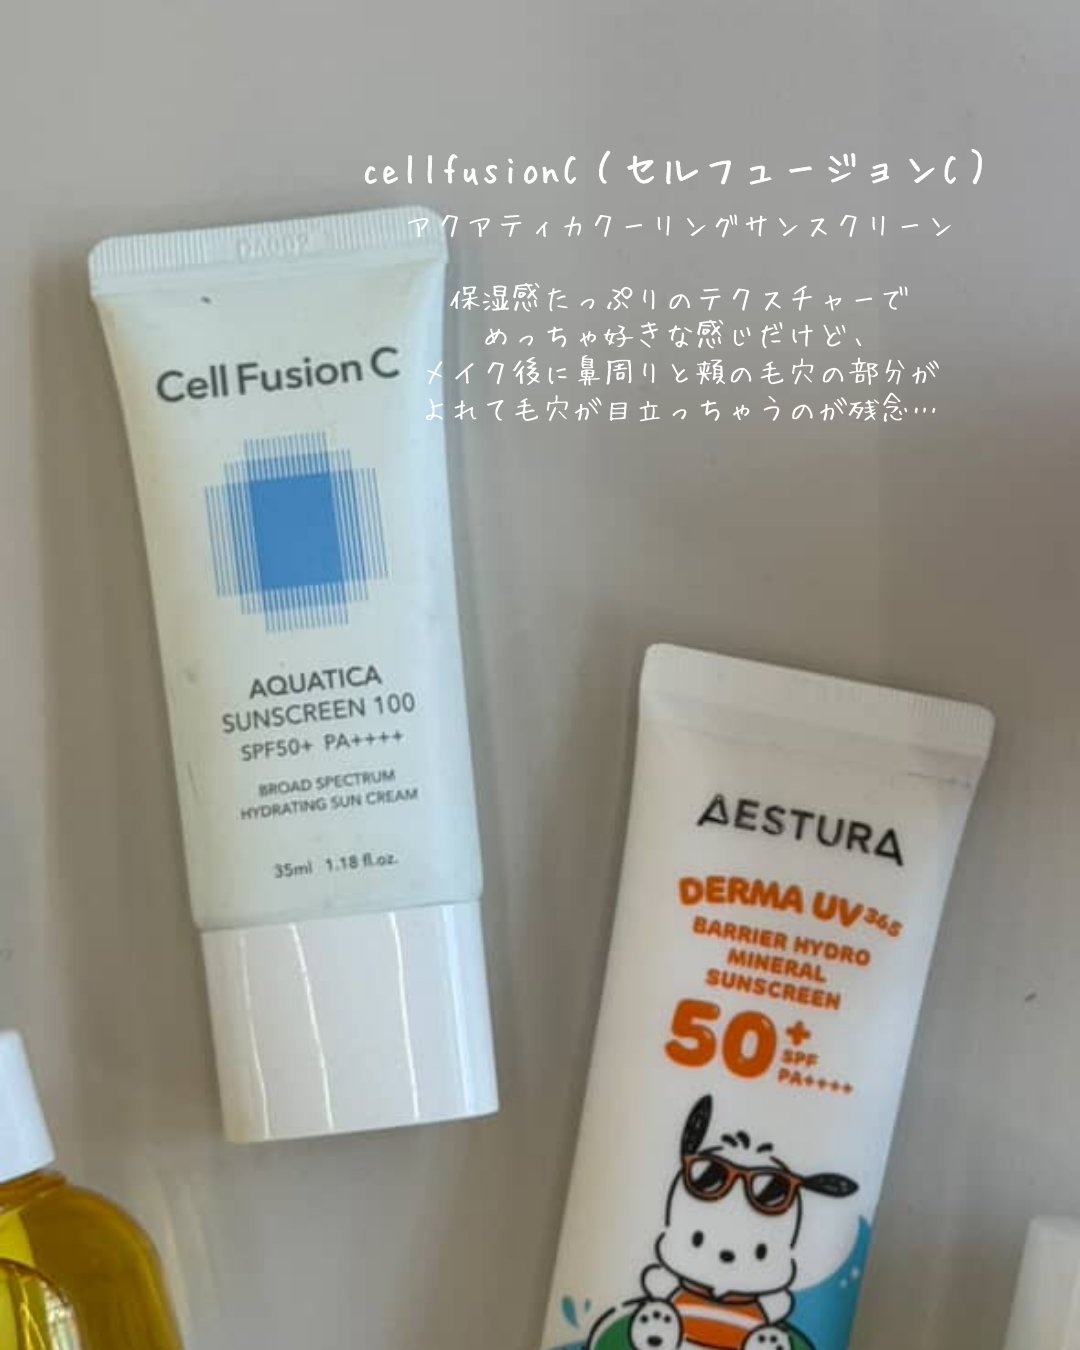 cellfusionC(セルフュージョンC)
アクアティカクーリングサンスクリーン
保湿感たっぷりのテクスチャーで
めっちゃ好きな感じだけど、
メイク後に鼻周りと頬の毛穴の部分が
よれて毛穴が目立っちゃうのが残念…
Cell Fusion C
AQUATICA
SUNSCREEN 100
SPF50+ PA++++
BROAD SPECTRUM
HYDRATING SUN CREAM
35ml 1.18 fl.oz.
AESTURA
DERMA UV365
BARRIER HYDRO
MINERAL
SUNSCREEN
50+
SPF
PA++++